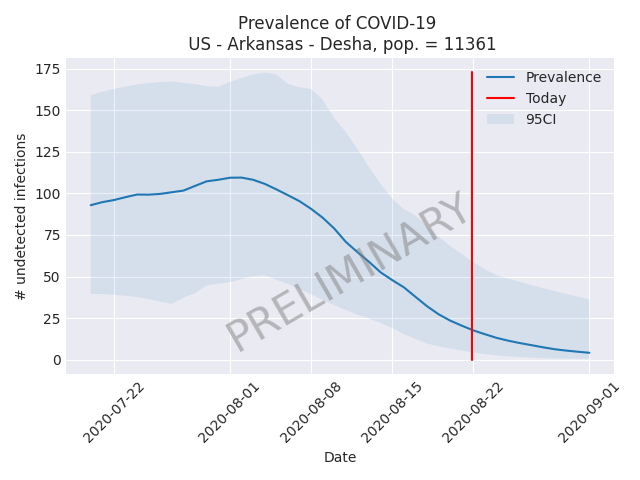 Prevalence of COVID-19
US - Arkansas - Desha, pop. = 11361
# undetected infections
175
150
125
100
75
50
25
0
Prevalence
Today
95CI
PRELIMINARY
2020-07-22
2020-08-01
2020-08-08
2020-08-15
2020-08-22
2020-09-01
Date